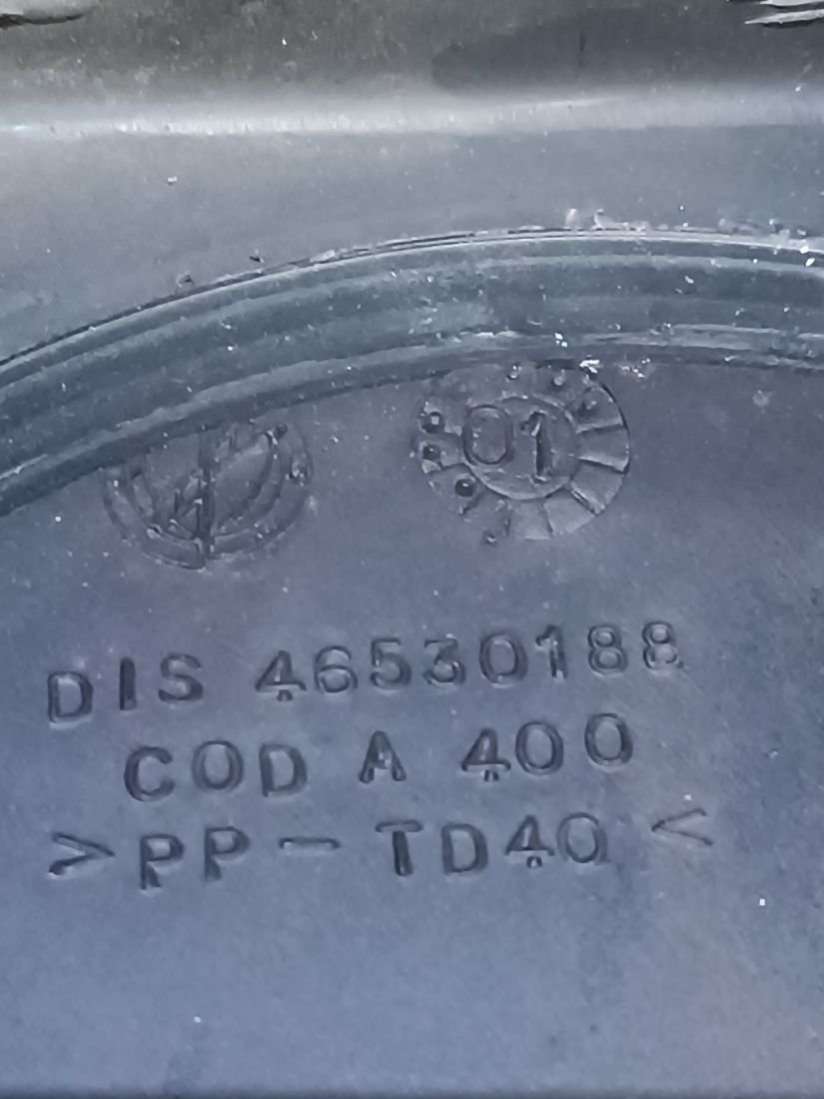 01
DIS 46530188
COD A 400
>PP-TD40<